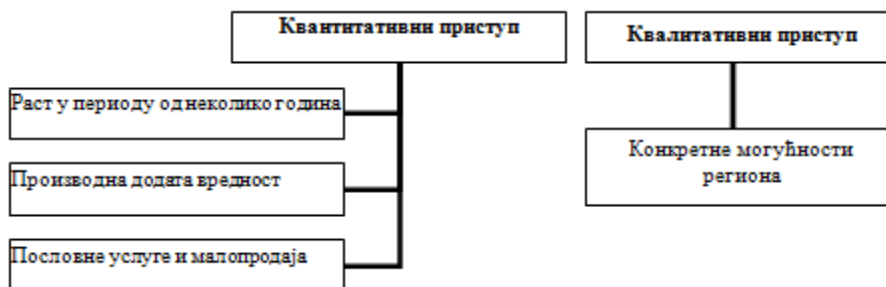 Квантитативни приступ
Квалитативни приступ
Раст у периоду од неколико година
Производна додата вредност
Пословне услуге и малопродаја
Конкретне могућности
региона